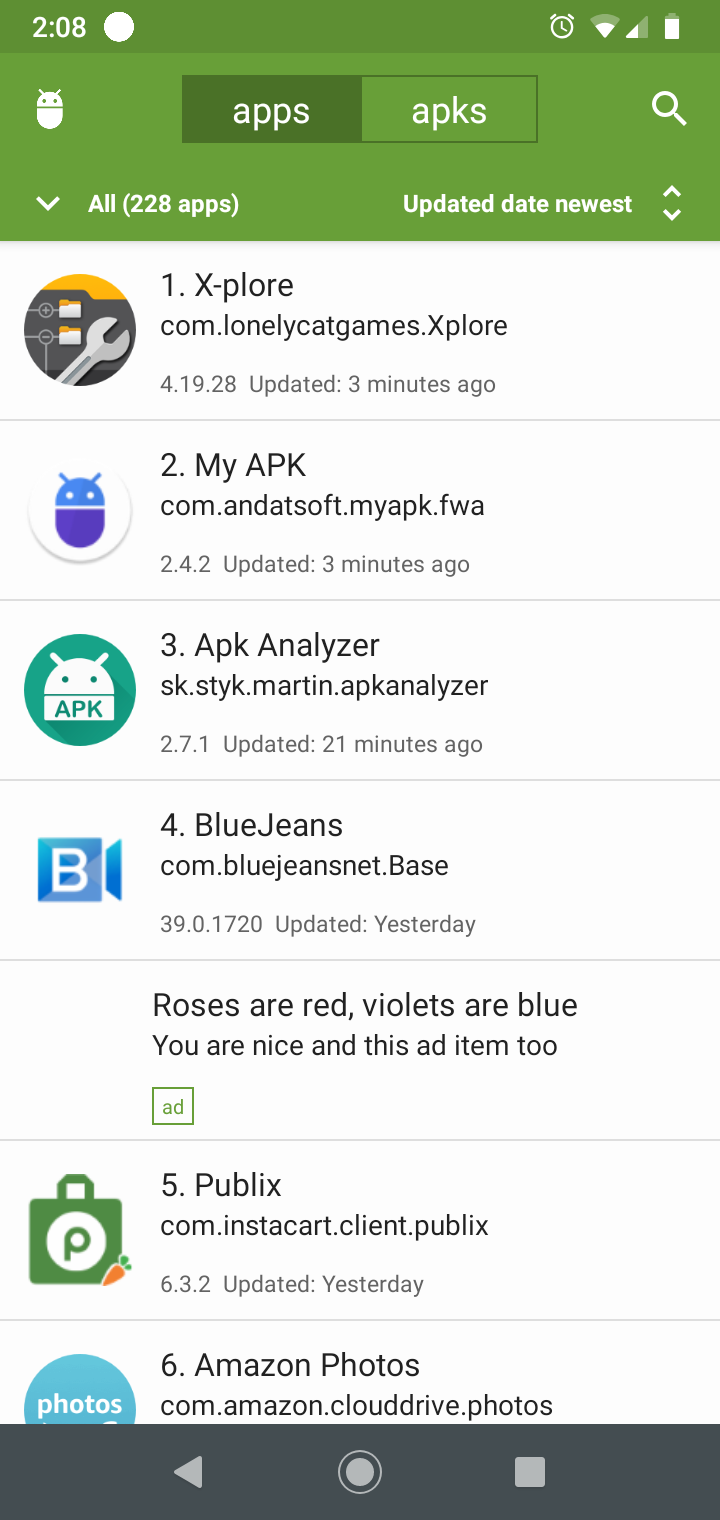 2:08
apps apks
All (228 apps) Updated date newest
1. X-plore
com.lonelycatgames.Xplore
4.19.28 Updated: 3 minutes ago
2. My APK
com.andatsoft.myapk.fwa
2.4.2 Updated: 3 minutes ago
APK
3. Apk Analyzer
sk.styk.martin.apkanalyzer
2.7.1 Updated: 21 minutes ago
B
4. BlueJeans
com.bluejeansnet.Base
39.0.1720 Updated: Yesterday
Roses are red, violets are blue
You are nice and this ad item too
ad
p
5. Publix
com.instacart.client.publix
6.3.2 Updated: Yesterday
photos
6. Amazon Photos
com.amazon.clouddrive.photos